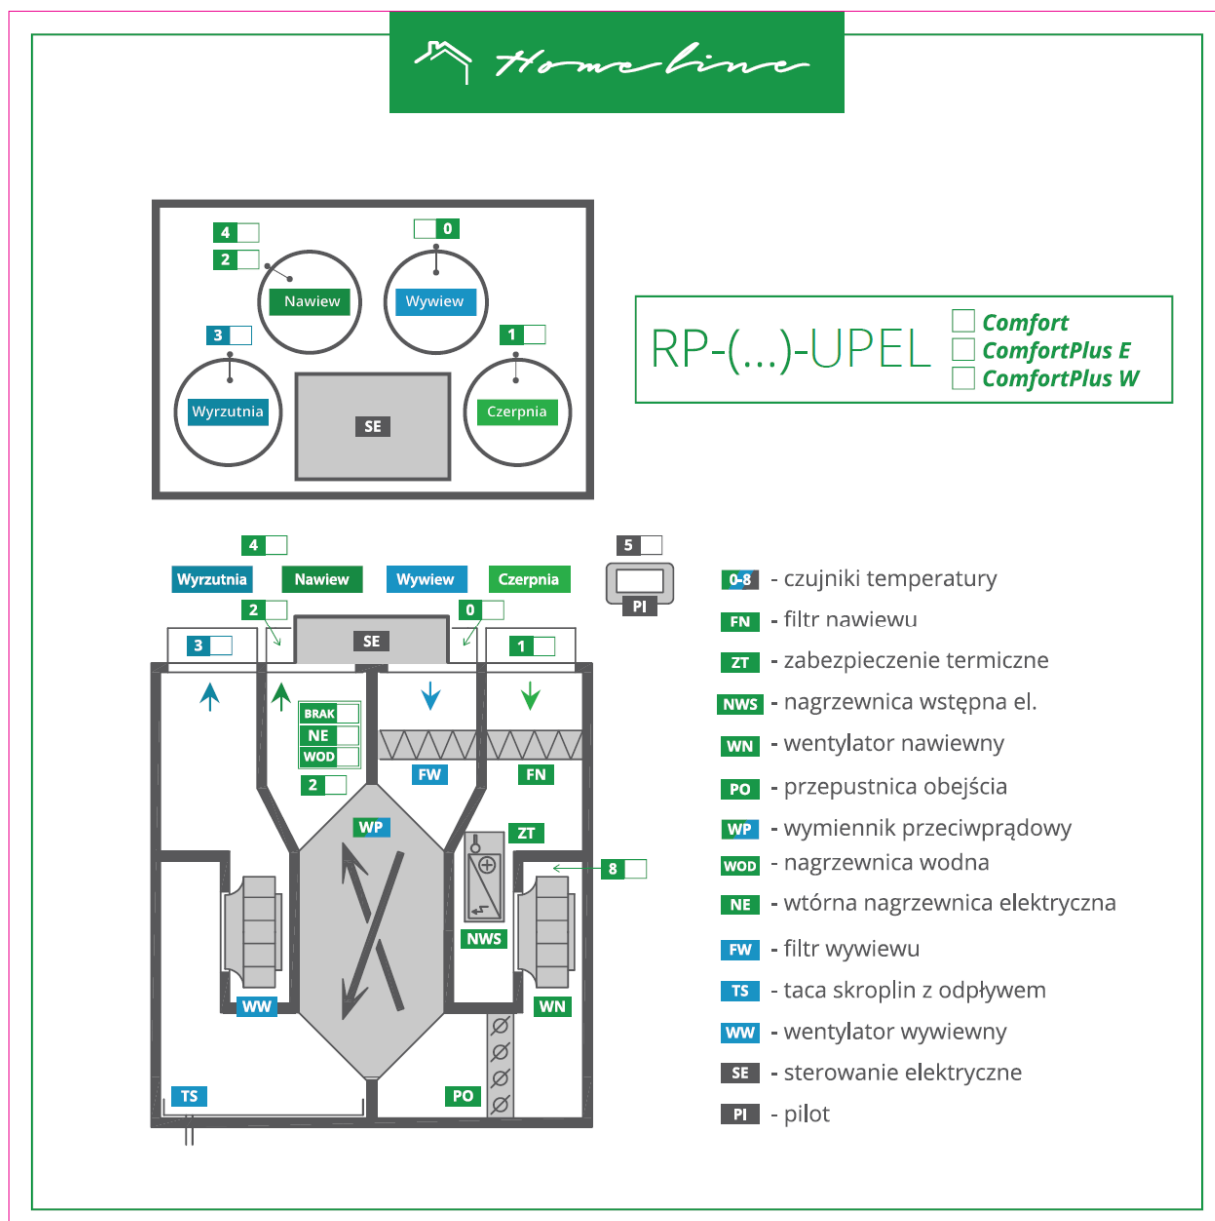 Home Line
4
2
0
Nawiew
Wywiew
3
1
Wyrzutnia
Czerpnia
SE
RP-(...)-UPEL
Comfort
ComfortPlus E
ComfortPlus W
4
5
Wyrzutnia
Nawiew
Wywiew
Czerpnia
PI
2
0
3
SE
1
BRAK
NE
WOD
2
FW
FN
WP
ZT
8
NWS
WW
WN
TS
PO
0-8 - czujniki temperatury
FN - filtr nawiewu
ZT - zabezpieczenie termiczne
NWS - nagrzewnica wstępna el.
WN - wentylator nawiewny
PO - przepustnica obejścia
WP - wymiennik przeciwprądowy
WOD - nagrzewnica wodna
NE - wtórna nagrzewnica elektryczna
FW - filtr wywiewu
TS - taca skroplin z odpływem
WW - wentylator wywiewny
SE - sterowanie elektryczne
PI - pilot